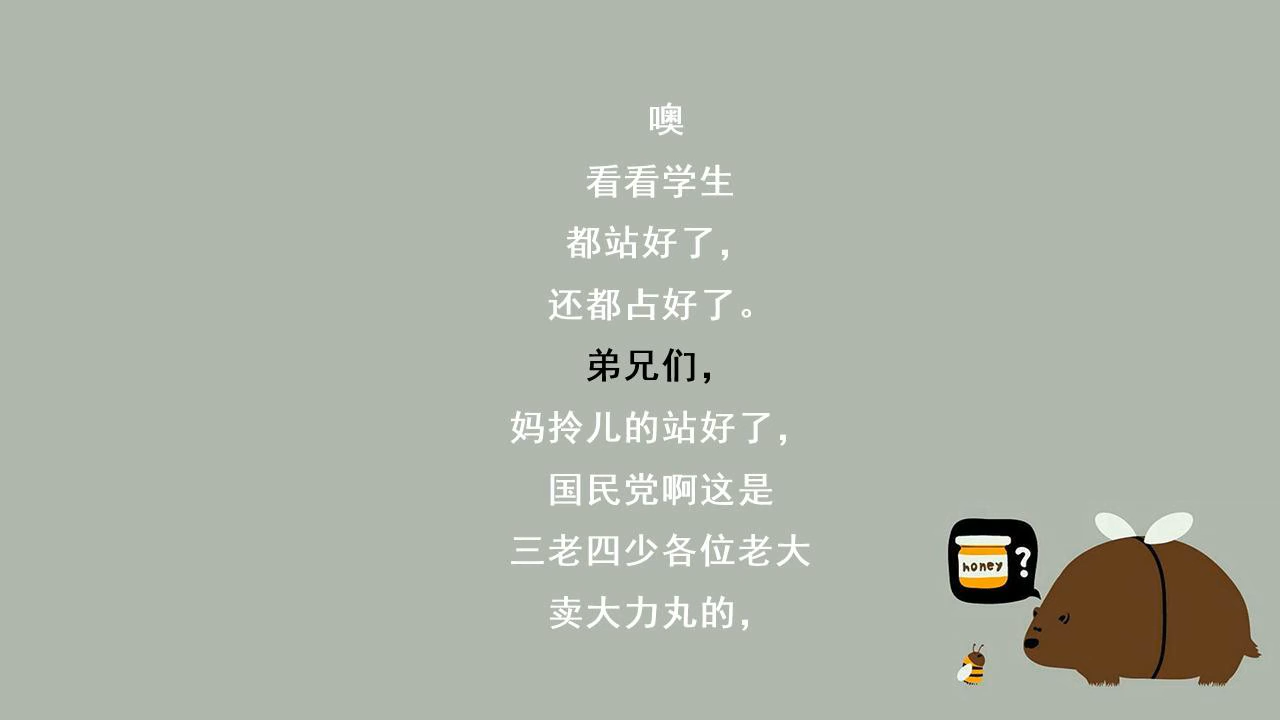 噢
看看学生
都站好了，
还都占好了。
弟兄们，
妈拎儿的站好了，
国民党啊这是
三老四少各位老大
卖大力丸的，
honey
?